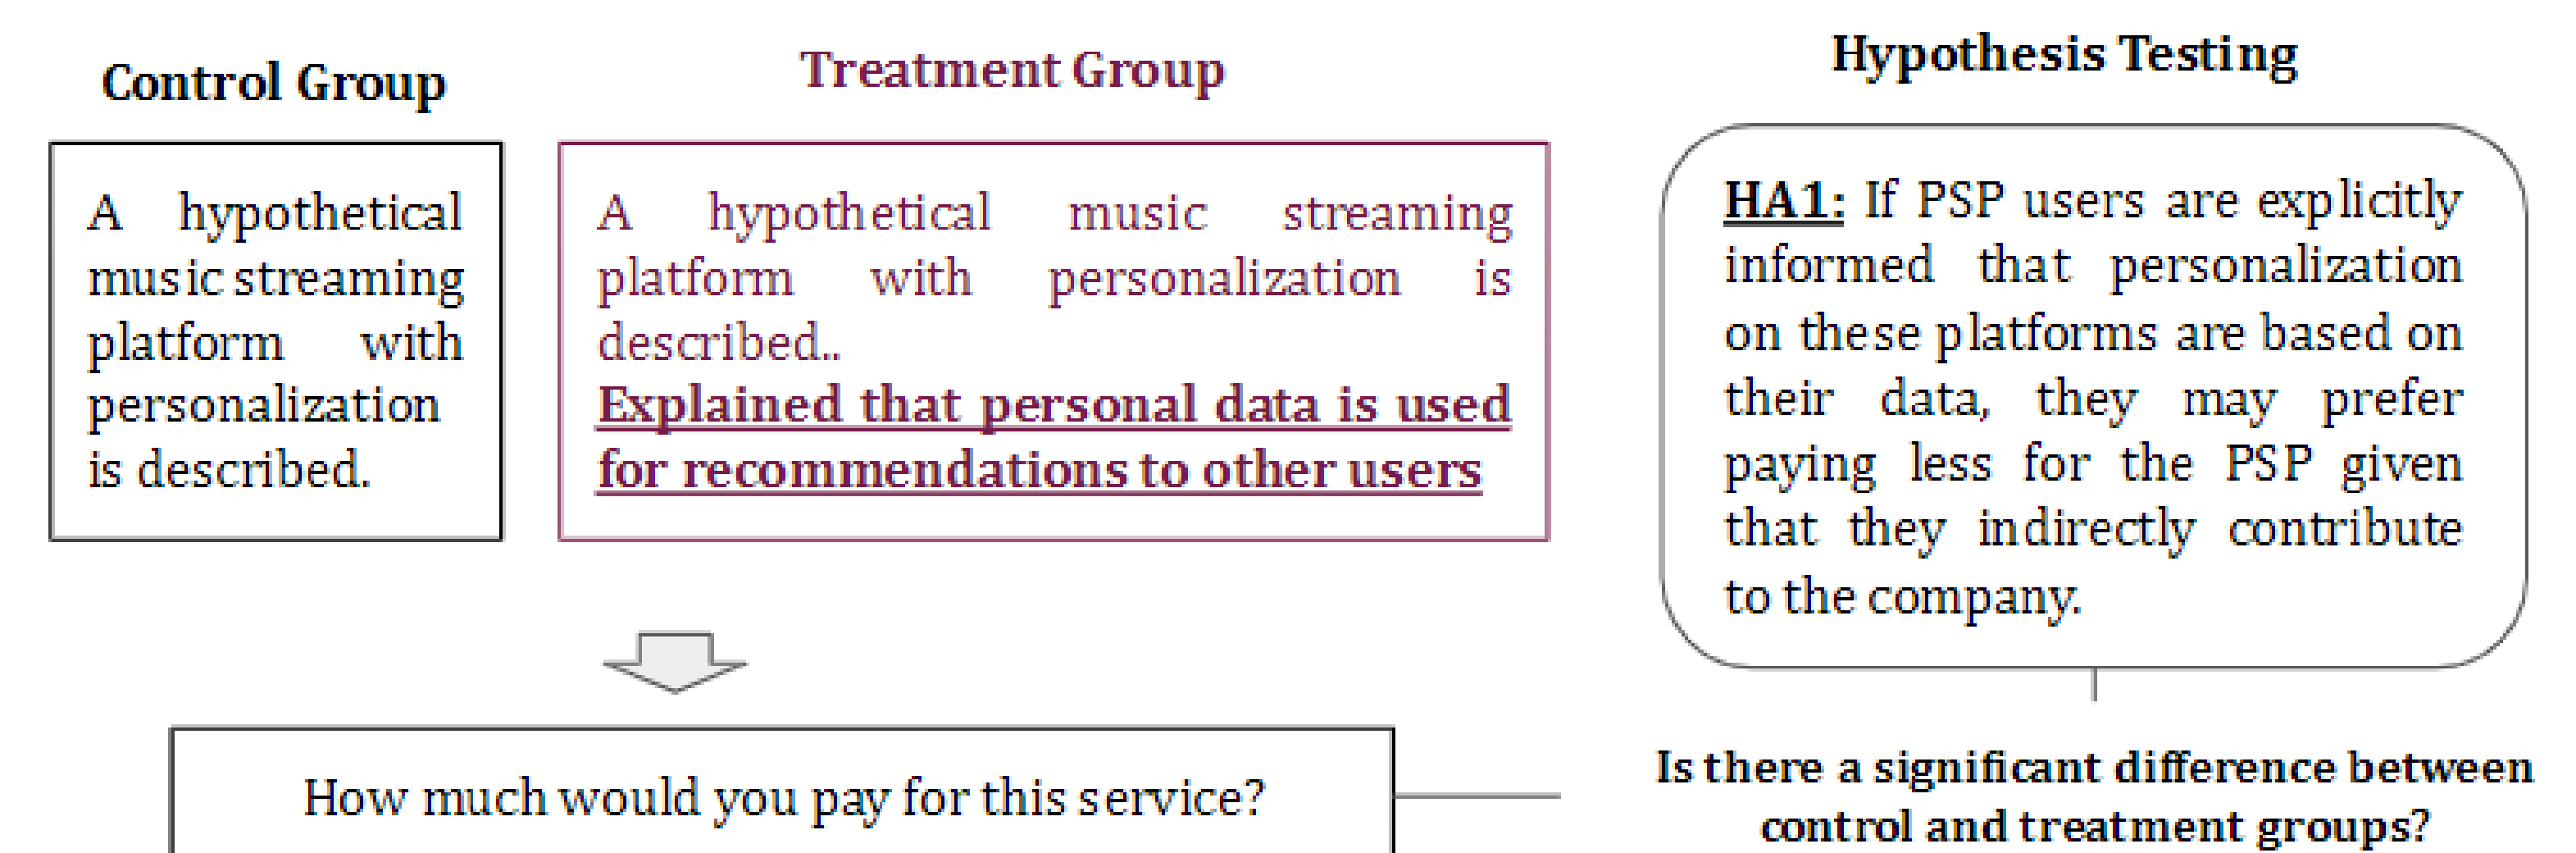 Control Group
A hypothetical
music streaming
platform with
personalization
is described.
Treatment Group
A hypothetical music streaming
platform with personalization is
described..
Explained that personal data is used
for recommendations to other users
How much would you pay for this service?
Hypothesis Testing
HA1: If PSP users are explicitly
informed that personalization
on these platforms are based on
their data, they may prefer
paying less for the PSP given
that they indirectly contribute
to the company.
Is there a significant difference between
control and treatment groups?